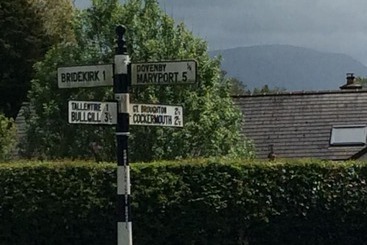 BRIDEKIRK 1
DOVENBY
MARYPORT 5
TALLENTIRE
BULLGILL
GT. BROUGHTON
COCKERMOUTH